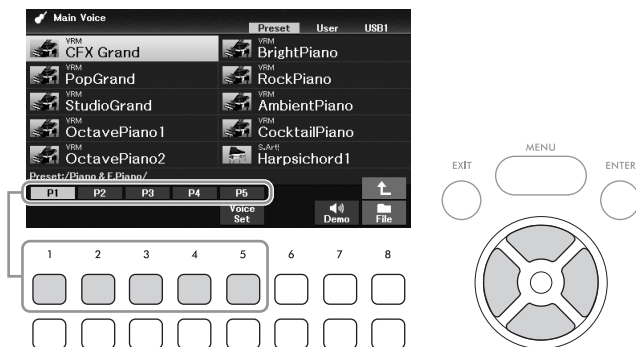 Main Voice
Preset User USB1
VRM CFX Grand VRM BrightPiano
VRM PopGrand VRM RockPiano
VRM StudioGrand VRM AmbientPiano
VRM OctavePiano1 VRM CocktailPiano
VRM OctavePiano2 S.Art! Harpsichord1
Preset:/Piano & E.Piano/
P1 P2 P3 P4 P5
Voice Set Demo File
1 2 3 4 5 6 7 8
EXIT MENU ENTER